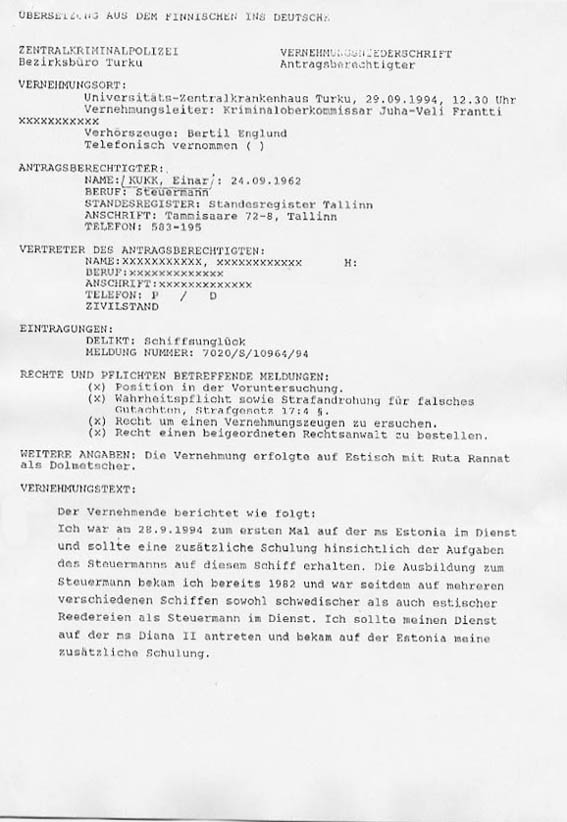 ÜBERSETZUNG AUS DEM FINNISCHEN INS DEUTSCHE
ZENTRALKRIMINALPOLIZEI VERNEHMUNGSNIEDERSCHRIFT
Bezirksbüro Turku Antragsberechtigter
VERNEHMUNGSORT:
Universitäts-Zentralkrankenhaus Turku, 29.09.1994, 12.30 Uhr
Vernehmungsleiter: Kriminaloberkommissar Juha-Veli Frantti
xxxxxxxxxxx
Verhörszeuge: Bertil Englund
Telefonisch vernommen ( )
ANTRAGSBERECHTIGTER:
NAME:/KUKK, Einar/: 24.09.1962
BERUF: Steuermann
STANDESREGISTER: Standesregister Tallinn
ANSCHRIFT: Tammisaare 72-8, Tallinn
TELEFON: 583-195
VERTRETER DES ANTRAGSBERECHTIGTEN:
NAME:xxxxxxxxxxx, xxxxxxxxxxxx H:
BERUF:xxxxxxxxxxxxx
ANSCHRIFT:xxxxxxxxxxxxx
TELEFON: P / D
ZIVILSTAND
EINTRAGUNGEN:
DELIKT: Schiffsunglück
MELDUNG NUMMER: 7020/S/10964/94
RECHTE UND PFLICHTEN BETREFFENDE MELDUNGEN:
(x) Position in der Voruntersuchung.
(x) Wahrheitspflicht sowie Strafandrohung für falsches
Gutachten, Strafgesetz 17:4 §.
(x) Recht um einen Vernehmungszeugen zu ersuchen.
(x) Recht einen beigeordneten Rechtsanwalt zu bestellen.
WEITERE ANGABEN: Die Vernehmung erfolgte auf Estisch mit Ruta Rannat
als Dolmetscher.
VERNEHMUNGSTEXT:
Der Vernehmende berichtet wie folgt:
Ich war am 28.9.1994 zum ersten Mal auf der ms Estonia im Dienst
und sollte eine zusätzliche Schulung hinsichtlich der Aufgaben
des Steuermanns auf diesem Schiff erhalten. Die Ausbildung zum
Steuermann bekam ich bereits 1982 und war seitdem auf mehreren
verschiedenen Schiffen sowohl schwedischer als auch estischer
Reedereien als Steuermann im Dienst. Ich sollte meinen Dienst
auf der ms Diana II antreten und bekam auf der Estonia meine
zusätzliche Schulung.